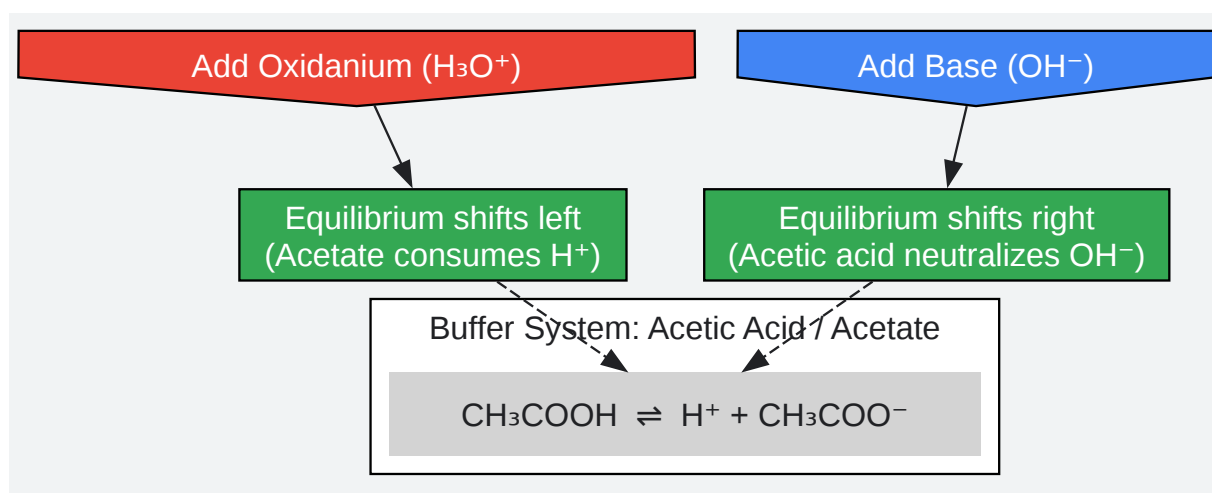 Add Oxidanium (H₃O⁺)
Add Base (OH⁻)
Equilibrium shifts left
(Acetate consumes H⁺)
Equilibrium shifts right
(Acetic acid neutralizes OH⁻)
Buffer System: Acetic Acid / Acetate
CH₃COOH ⇌ H⁺ + CH₃COO⁻